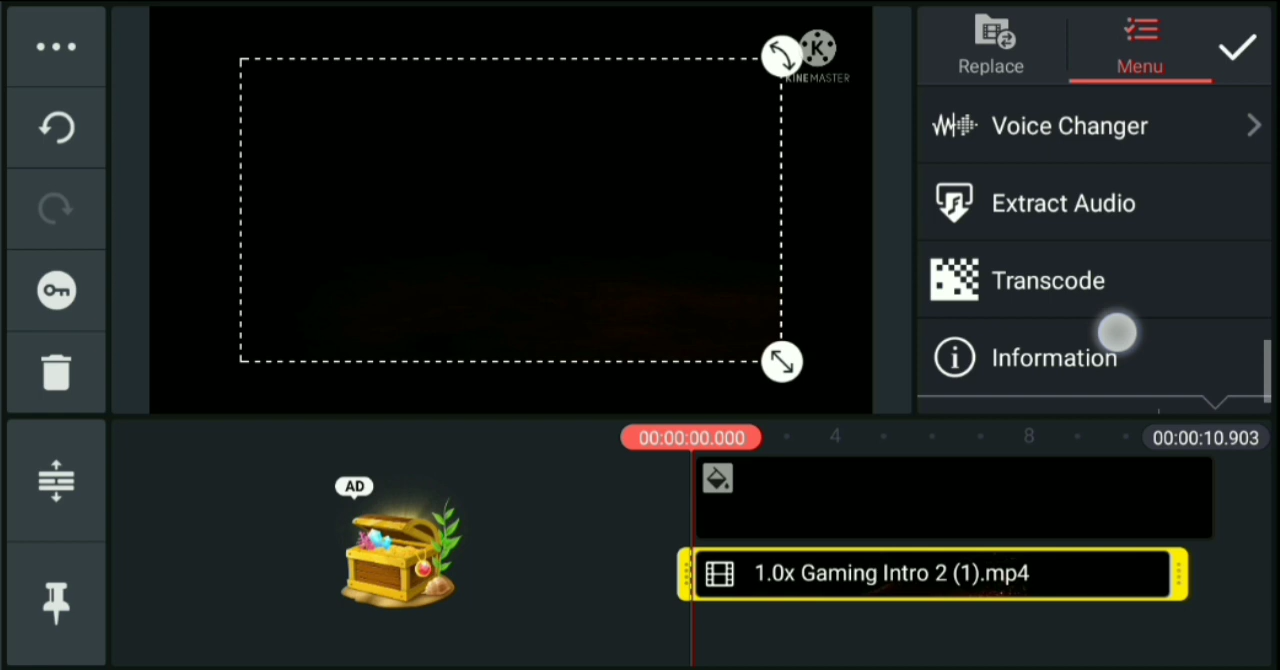 Replace
Menu
KINEMASTER
Voice Changer
Extract Audio
Transcode
Information
00:00:00.000
4
8
00:00:10.903
AD
1.0x Gaming Intro 2 (1).mp4